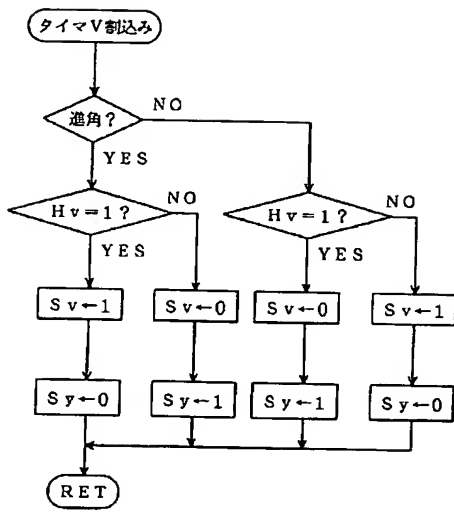 タイマV割込み
進角?
NO
YES
Hv=1?
NO
Hv=1?
NO
YES
YES
Sv←1
Sv←0
Sv←0
Sv←1
Sy←0
Sy←1
Sy←1
Sy←0
RET